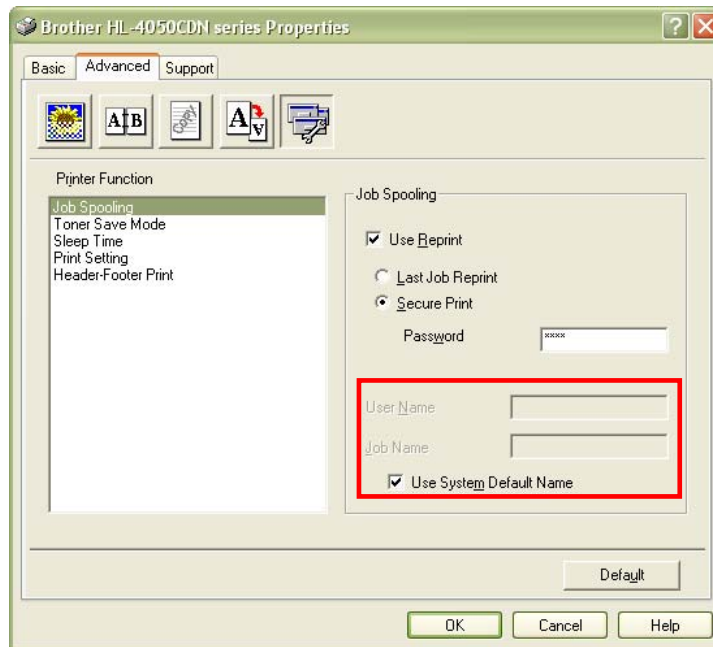 Brother HL-4050CDN series Properties
Basic Advanced Support
A B Copy A A
Printer Function
Job Spooling
Toner Save Mode
Sleep Time
Print Setting
Header-Footer Print
Job Spooling
Use Reprint
Last Job Reprint
Secure Print
Password xxxx
User Name
Job Name
Use System Default Name
Default
OK Cancel Help